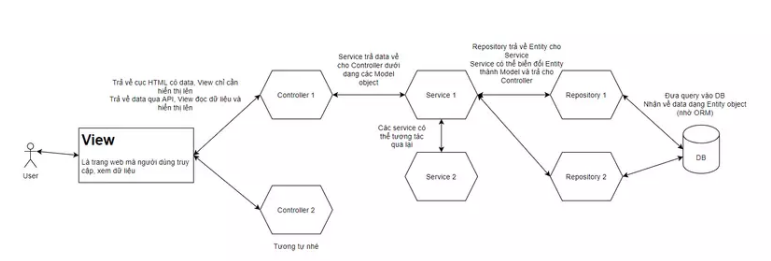 Trả về cục HTML có data, View chỉ cần
hiển thị lên
Trả về data qua API, View đọc dữ liệu và
hiển thị lên
View
Là trang web mà người dùng truy
cập, xem dữ liệu
User
Controller 1
Controller 2
Tương tự nhé
Service trả data về
cho Controller dưới
dạng các Model
object
Service 1
Các service có
thể tương tác
qua lại
Service 2
Repository trả về Entity cho
Service
Service có thể biến đổi Entity
thành Model và trả cho
Controller
Repository 1
Repository 2
Đưa query vào DB
Nhận về data dạng Entity object
(nhờ ORM)
DB